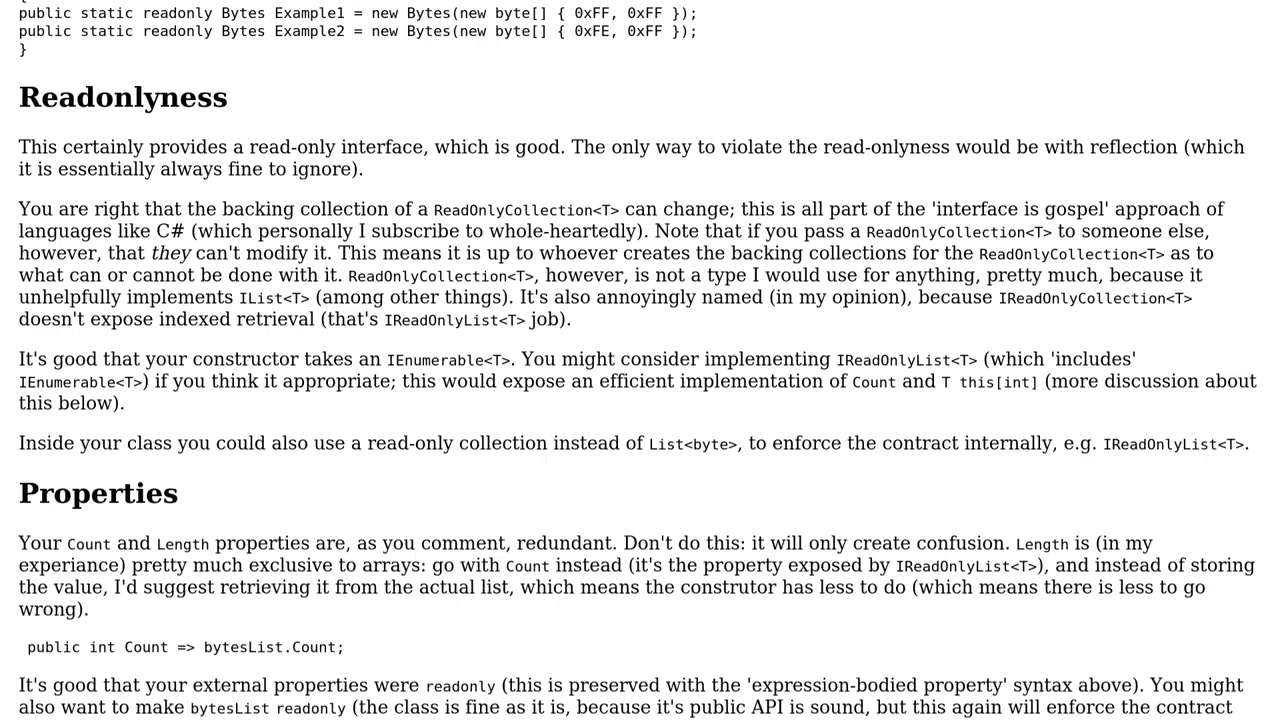 public static readonly Bytes Example1 = new Bytes(new byte[] { 0xFF, 0xFF });
public static readonly Bytes Example2 = new Bytes(new byte[] { 0xFE, 0xFF });
}
Readonlyness
This certainly provides a read-only interface, which is good. The only way to violate the read-onlyness would be with reflection (which
it is essentially always fine to ignore).
You are right that the backing collection of a ReadOnlyCollection<T> can change; this is all part of the 'interface is gospel' approach of
languages like C# (which personally I subscribe to whole-heartedly). Note that if you pass a ReadOnlyCollection<T> to someone else,
however, that they can't modify it. This means it is up to whoever creates the backing collections for the ReadOnlyCollection<T> as to
what can or cannot be done with it. ReadOnlyCollection<T>, however, is not a type I would use for anything, pretty much, because it
unhelpfully implements IList<T> (among other things). It's also annoyingly named (in my opinion), because IReadOnlyCollection<T>
doesn't expose indexed retrieval (that's IReadOnlyList<T> job).
It's good that your constructor takes an IEnumerable<T>. You might consider implementing IReadOnlyList<T> (which 'includes'
IEnumerable<T>) if you think it appropriate; this would expose an efficient implementation of Count and T this[int] (more discussion about
this below).
Inside your class you could also use a read-only collection instead of List<byte>, to enforce the contract internally, e.g. IReadOnlyList<T>.
Properties
Your Count and Length properties are, as you comment, redundant. Don't do this: it will only create confusion. Length is (in my
experiance) pretty much exclusive to arrays: go with Count instead (it's the property exposed by IReadOnlyList<T>), and instead of storing
the value, I'd suggest retrieving it from the actual list, which means the construtor has less to do (which means there is less to go
wrong).
public int Count => bytesList.Count;
It's good that your external properties were readonly (this is preserved with the 'expression-bodied property' syntax above). You might
also want to make bytesList readonly (the class is fine as it is, because it's public API is sound, but this again will enforce the contract